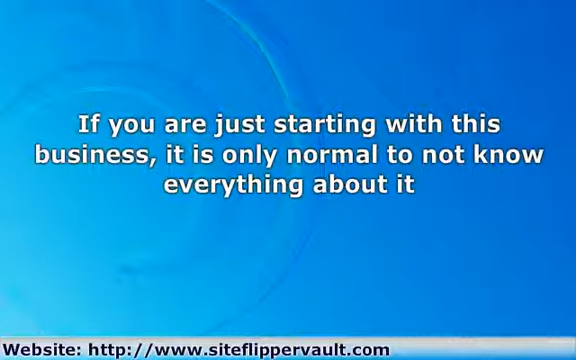 If you are just starting with this
business, it is only normal to not know
everything about it
Website: http://www.siteflippervault.com